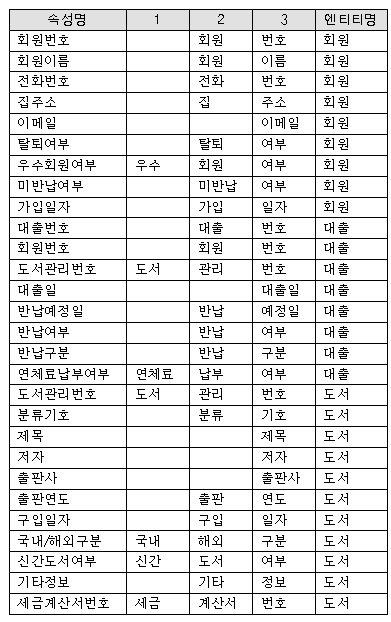 속성명 1 2 3 엔티티명
회원번호 회원 번호 회원
회원이름 회원 이름 회원
전화번호 전화 번호 회원
집주소 집 주소 회원
이메일 이메일 회원
탈퇴여부 탈퇴 여부 회원
우수회원여부 우수 회원 여부 회원
미반납여부 미반납 여부 회원
가입일자 가입 일자 회원
대출번호 대출 번호 대출
회원번호 회원 번호 대출
도서관리번호 도서 관리 번호 대출
대출일 대출일 대출
반납예정일 반납 예정일 대출
반납여부 반납 여부 대출
반납구분 반납 구분 대출
연체료납부여부 연체료 납부 여부 대출
도서관리번호 도서 관리 번호 도서
분류기호 분류 기호 도서
제목 제목 도서
저자 저자 도서
출판사 출판사 도서
출판연도 출판 연도 도서
구입일자 구입 일자 도서
국내/해외구분 국내 해외 구분 도서
신간도서여부 신간 도서 여부 도서
기타정보 기타 정보 도서
세금계산서번호 세금 계산서 번호 도서